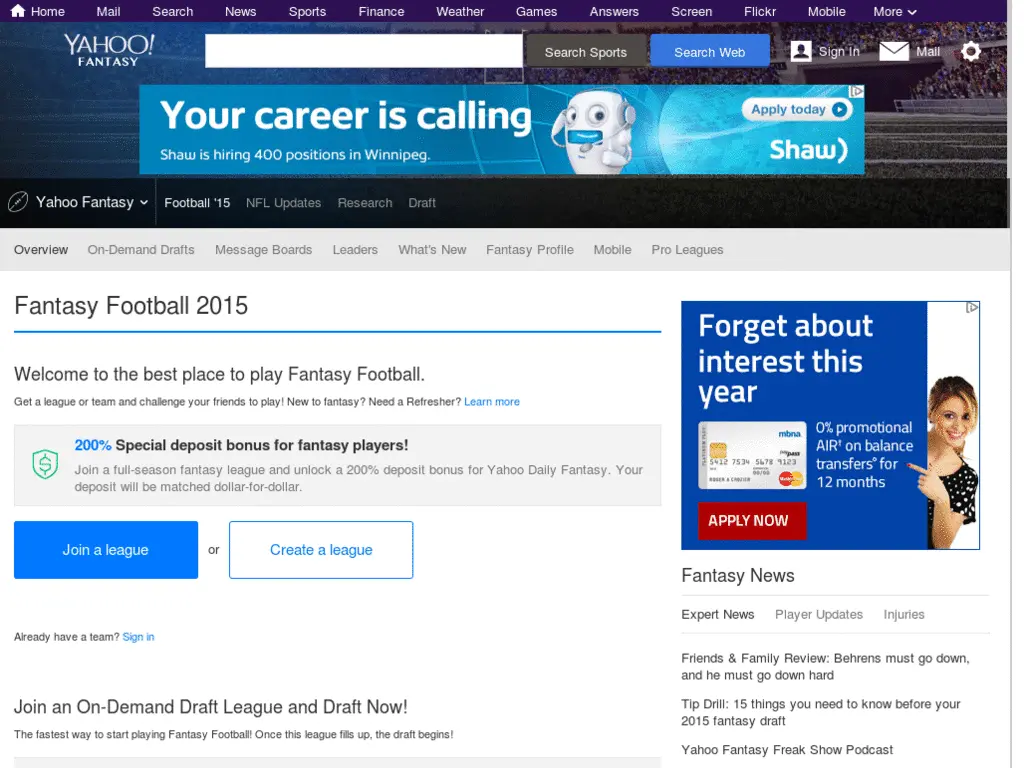 Home Mail Search News Sports Finance Weather Games Answers Screen Flickr Mobile More
YAHOO!
FANTASY
Search Sports Search Web Sign In Mail
Your career is calling
Shaw is hiring 400 positions in Winnipeg.
Apply today
Shaw)
Yahoo Fantasy Football '15 NFL Updates Research Draft
Overview On-Demand Drafts Message Boards Leaders What's New Fantasy Profile Mobile Pro Leagues
Fantasy Football 2015
Welcome to the best place to play Fantasy Football.
Get a league or team and challenge your friends to play! New to fantasy? Need a Refresher? Learn more
200% Special deposit bonus for fantasy players!
Join a full-season fantasy league and unlock a 200% deposit bonus for Yahoo Daily Fantasy. Your
deposit will be matched dollar-for-dollar.
Join a league or Create a league
Already have a team? Sign in
Join an On-Demand Draft League and Draft Now!
The fastest way to start playing Fantasy Football! Once this league fills up, the draft begins!
Forget about
interest this
year
mbna
5412 7534 5678 9123
MasterCard
0% promotional
AIR† on balance
transfers° for
12 months
APPLY NOW
Fantasy News
Expert News Player Updates Injuries
Friends & Family Review: Behrens must go down,
and he must go down hard
Tip Drill: 15 things you need to know before your
2015 fantasy draft
Yahoo Fantasy Freak Show Podcast